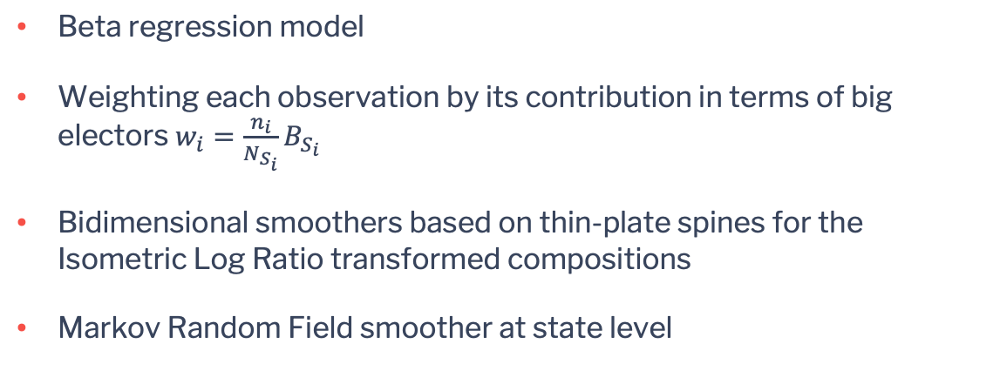 • Beta regression model
• Weighting each observation by its contribution in terms of big
electors $w_i = \frac{n_i}{N_{S_i}} B_{S_i}$
• Bidimensional smoothers based on thin-plate spines for the
Isometric Log Ratio transformed compositions
• Markov Random Field smoother at state level